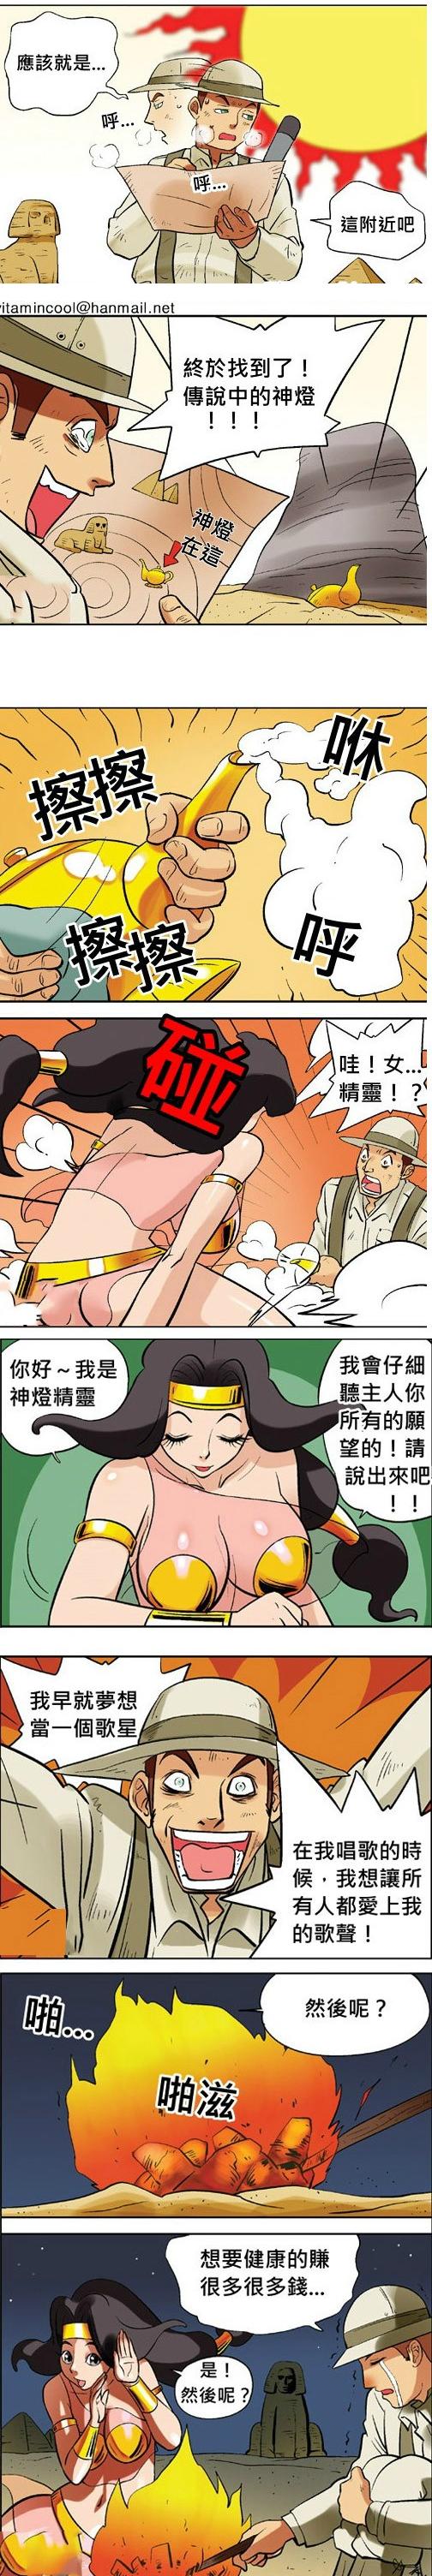 應該就是...
呼...
呼...
這附近吧
vitamincool@hanmail.net
終於找到了！
傳說中的神燈
！！！
神燈
在這
咻
擦擦
擦擦
呼
碰
哇！女...
精靈！？
你好～我是
神燈精靈
我會仔細
聽主人你
所有的願
望的！請
說出來吧
！！
我早就夢想
當一個歌星
在我唱歌的時
候，我想讓所
有人都愛上我
的歌聲！
啪...
然後呢？
啪滋
想要健康的賺
很多很多錢...
是！
然後呢？